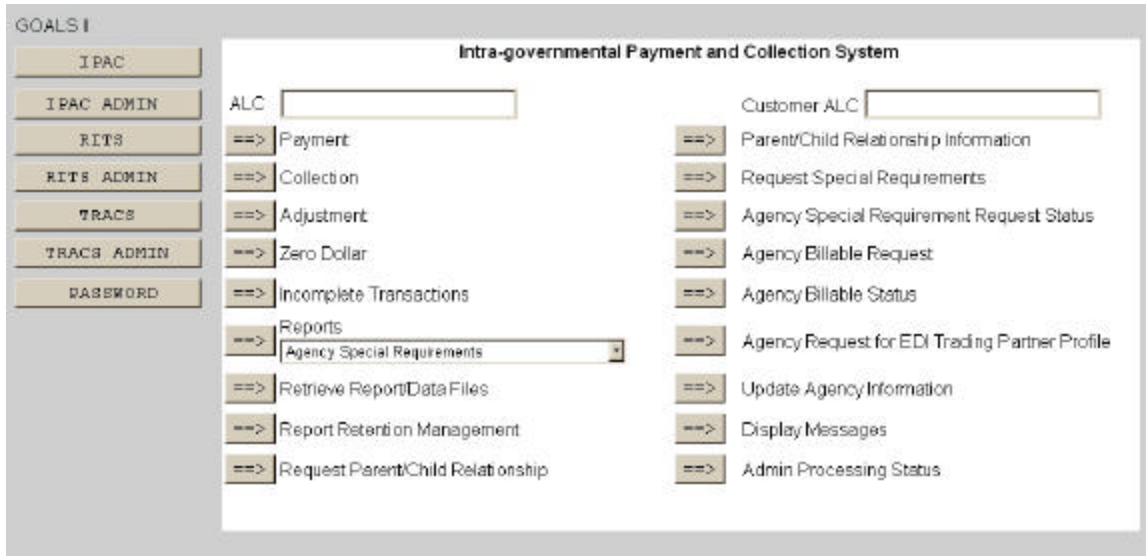 GOALS II
IPAC
IPAC ADMIN
RITS
RITS ADMIN
TRACS
TRACS ADMIN
PASSWORD
Intra-governmental Payment and Collection System
ALC
Customer ALC
==> Payment
==> Parent/Child Relationship Information
==> Collection
==> Request Special Requirements
==> Adjustment
==> Agency Special Requirement Request Status
==> Zero Dollar
==> Agency Billable Request
==> Incomplete Transactions
==> Agency Billable Status
==> Reports
Agency Special Requirements
==> Agency Request for EDI Trading Partner Profile
==> Retrieve Report/Data Files
==> Update Agency Information
==> Report Retention Management
==> Display Messages
==> Request Parent/Child Relationship
==> Admin Processing Status